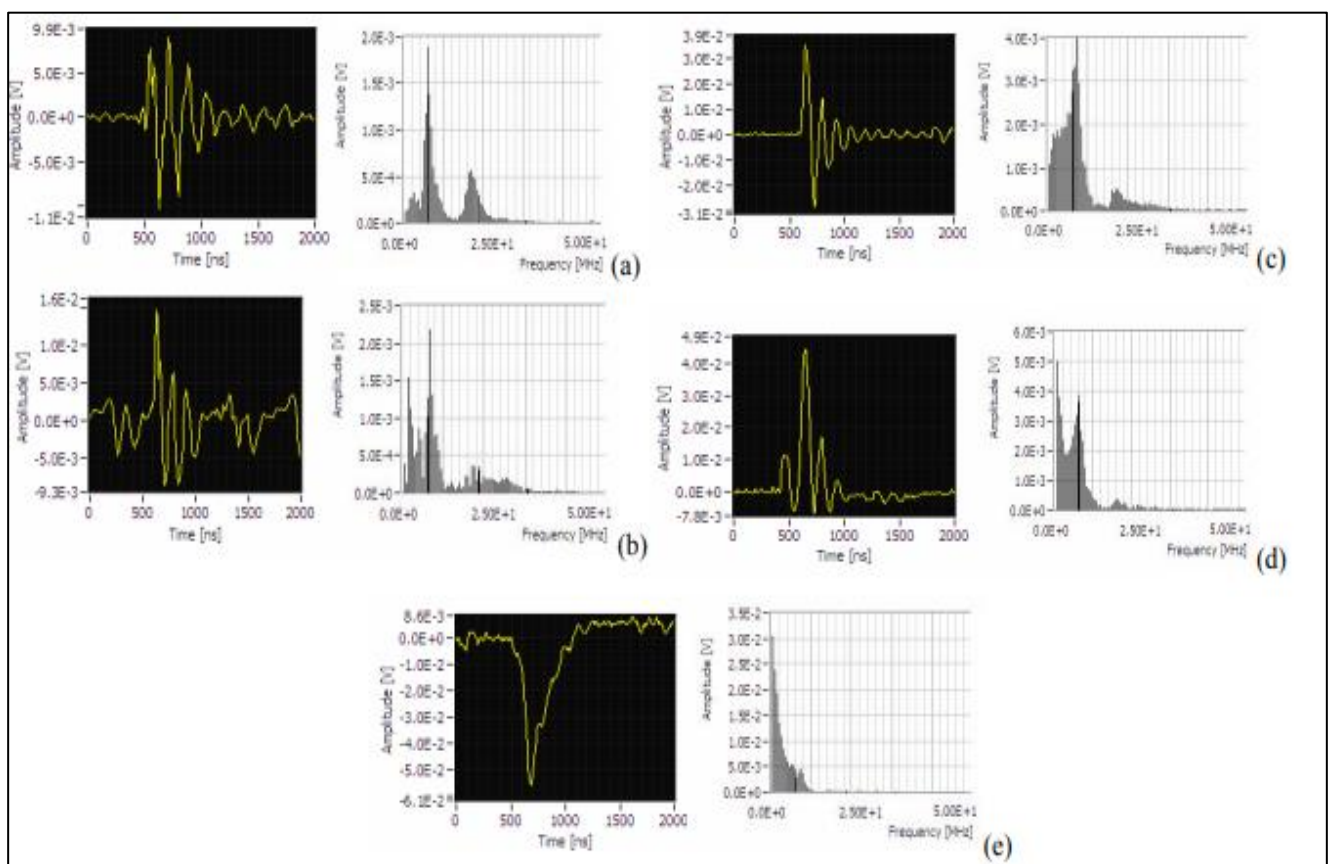 9.9E-3
5.0E-3
0.0E+0
-5.0E-3
-1.1E-2
Amplitude [V]
0 500 1000 1500 2000
Time [ns]
2.0E-3
1.5E-3
1.0E-3
5.0E-4
0.0E+0
Amplitude [V]
0.0E+0 2.50E+1 5.00E+1
Frequency [MHz]
(a)
3.9E-2
3.0E-2
2.0E-2
1.0E-2
0.0E+0
-1.0E-2
-2.0E-2
-3.1E-2
Amplitude [V]
0 500 1000 1500 2000
Time [ns]
4.0E-3
3.0E-3
2.0E-3
1.0E-3
0.0E+0
Amplitude [V]
0.0E+0 2.50E+1 5.00E+1
Frequency [MHz]
(c)
1.6E-2
1.0E-2
5.0E-3
0.0E+0
-5.0E-3
-9.3E-3
Amplitude [V]
0 500 1000 1500 2000
Time [ns]
2.5E-3
2.0E-3
1.5E-3
1.0E-3
5.0E-4
0.0E+0
Amplitude [V]
0.0E+0 2.50E+1 5.00E+1
Frequency [MHz]
(b)
4.9E-2
4.0E-2
3.0E-2
2.0E-2
1.0E-2
0.0E+0
-7.8E-3
Amplitude [V]
0 500 1000 1500 2000
Time [ns]
6.0E-3
5.0E-3
4.0E-3
3.0E-3
2.0E-3
1.0E-3
0.0E+0
Amplitude [V]
0.0E+0 2.50E+1 5.00E+1
Frequency [MHz]
(d)
8.6E-3
0.0E+0
-1.0E-2
-2.0E-2
-3.0E-2
-4.0E-2
-5.0E-2
-6.1E-2
Amplitude [V]
0 500 1000 1500 2000
Time [ns]
3.5E-2
3.0E-2
2.5E-2
1.9E-2
1.5E-2
1.0E-2
5.0E-3
0.0E+0
Amplitude [V]
0.0E+0 2.50E+1 5.00E+1
Frequency [MHz]
(e)